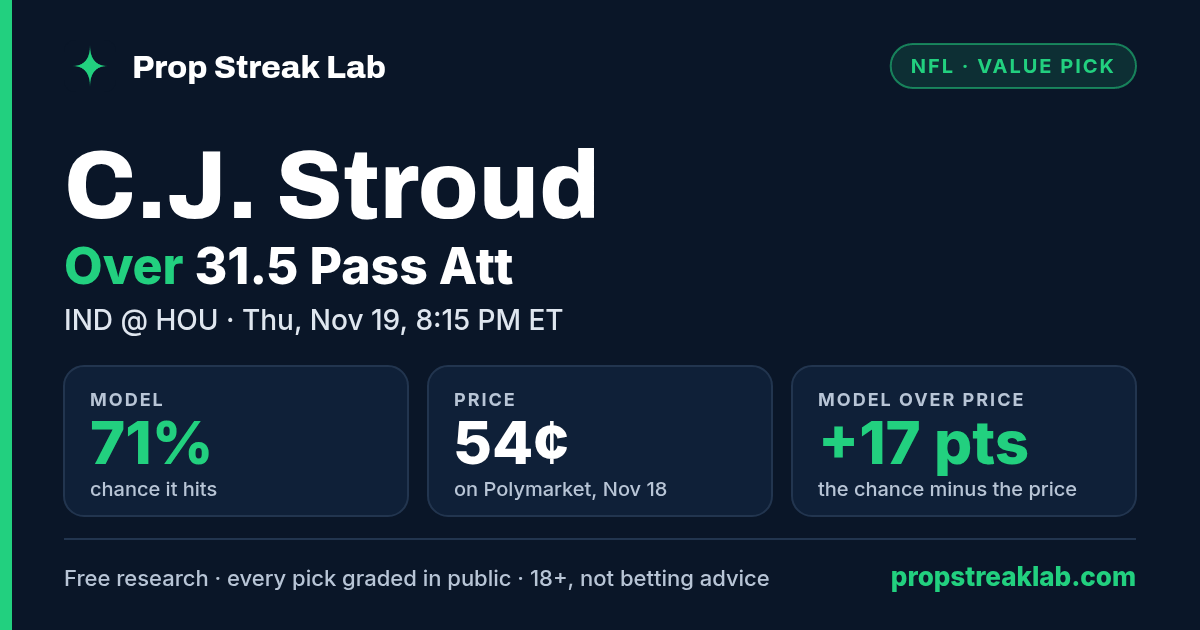 Prop Streak Lab
NFL · VALUE PICK
C.J. Stroud
Over 31.5 Pass Att
IND @ HOU · Thu, Nov 19, 8:15 PM ET
MODEL
71%
chance it hits
PRICE
54¢
on Polymarket, Nov 18
MODEL OVER PRICE
+17 pts
the chance minus the price
Free research · every pick graded in public · 18+, not betting advice
propstreaklab.com